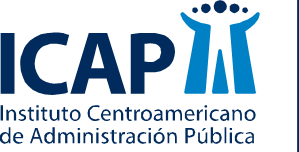 ICAP
Instituto Centroamericano
de Administración Pública